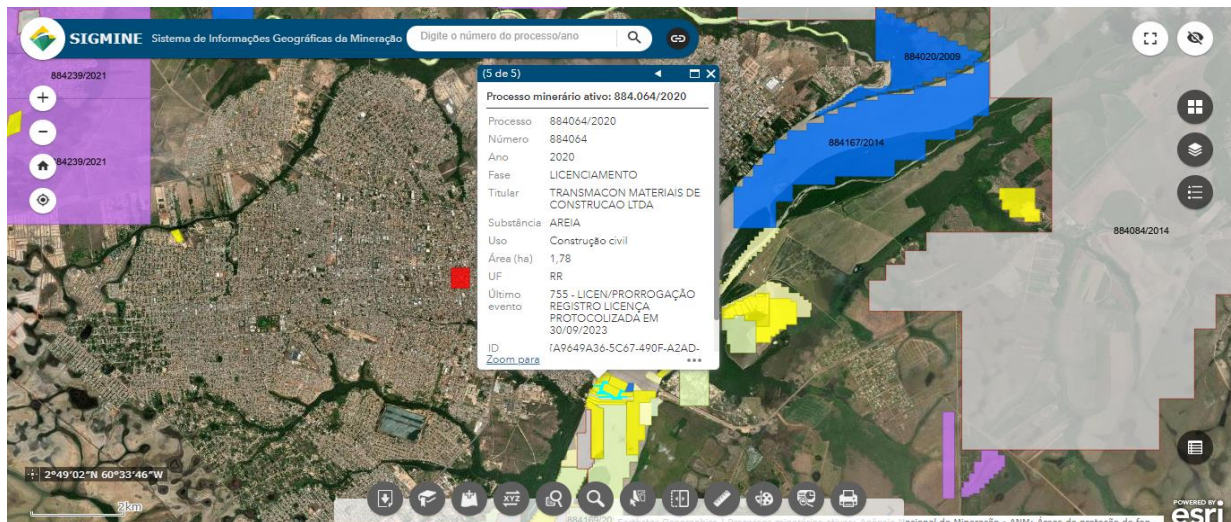 SIGMINE Sistema de Informações Geográficas da Mineração
Digite o número do processo/ano
884239/2021
84239/2021
884020/2009
884167/2014
884084/2014
(5 de 5)
Processo minerário ativo: 884.064/2020
Processo 884064/2020
Número 884064
Ano 2020
Fase LICENCIAMENTO
Titular TRANSMACON MATERIAIS DE
CONSTRUCAO LTDA
Substância AREIA
Uso Construção civil
Área (ha) 1,78
UF RR
Último
evento
755 - LICEN/PRORROGAÇÃO
REGISTRO LICENÇA
PROTOCOLIZADA EM
30/09/2023
ID
Zoom para
2°49'02"N 60°33'46"W
2km
XYZ
POWERED BY
esri